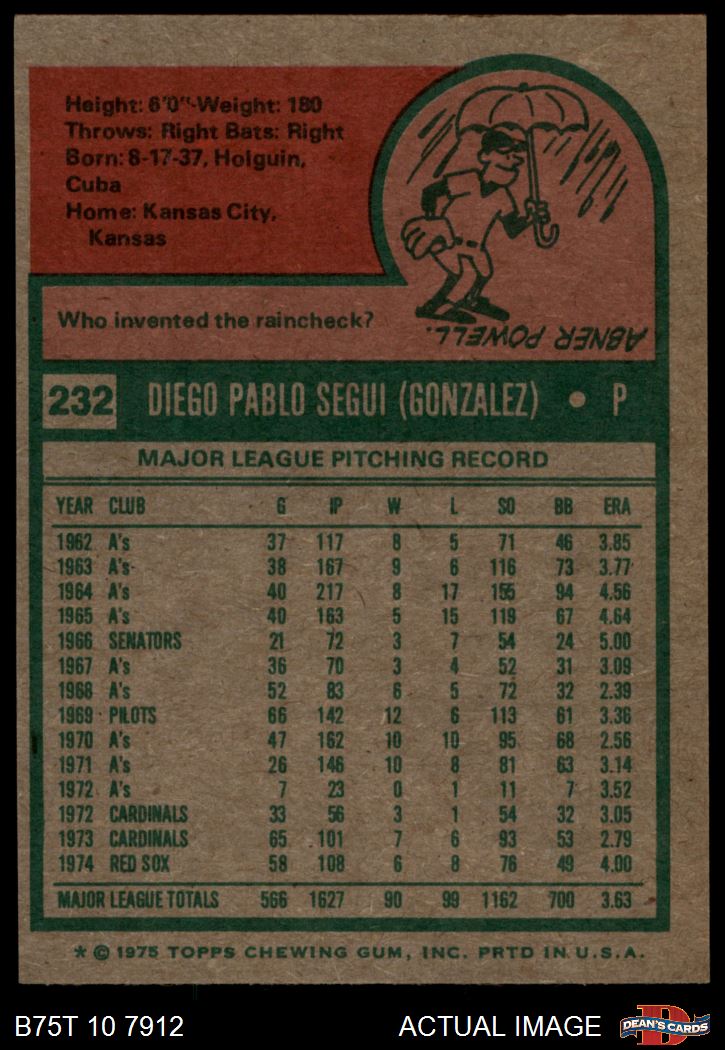 Height: 6'0"-Weight: 180
Throws: Right Bats: Right
Born: 8-17-37, Holguin,
Cuba
Home: Kansas City,
Kansas
Who invented the raincheck?
ABNER POWELL.
232 DIEGO PABLO SEGUI (GONZALEZ) • P
MAJOR LEAGUE PITCHING RECORD
YEAR CLUB G IP W L SO BB ERA
1962 A's 37 117 8 5 71 46 3.85
1963 A's 38 167 9 6 116 73 3.77
1964 A's 40 217 8 17 155 94 4.56
1965 A's 40 163 5 15 119 67 4.64
1966 SENATORS 21 72 3 7 54 24 5.00
1967 A's 36 70 3 4 52 31 3.09
1968 A's 52 83 6 5 72 32 2.39
1969 PILOTS 66 142 12 6 113 61 3.36
1970 A's 47 162 10 10 95 68 2.56
1971 A's 26 146 10 8 81 63 3.14
1972 A's 7 23 0 1 11 7 3.52
1972 CARDINALS 33 56 3 1 54 32 3.05
1973 CARDINALS 65 101 7 6 93 53 2.79
1974 RED SOX 58 108 6 8 76 49 4.00
MAJOR LEAGUE TOTALS 566 1627 90 99 1162 700 3.63
* © 1975 TOPPS CHEWING GUM, INC. PRTD IN U.S.A.
B75T 10 7912 ACTUAL IMAGE DEAN'S CARDS